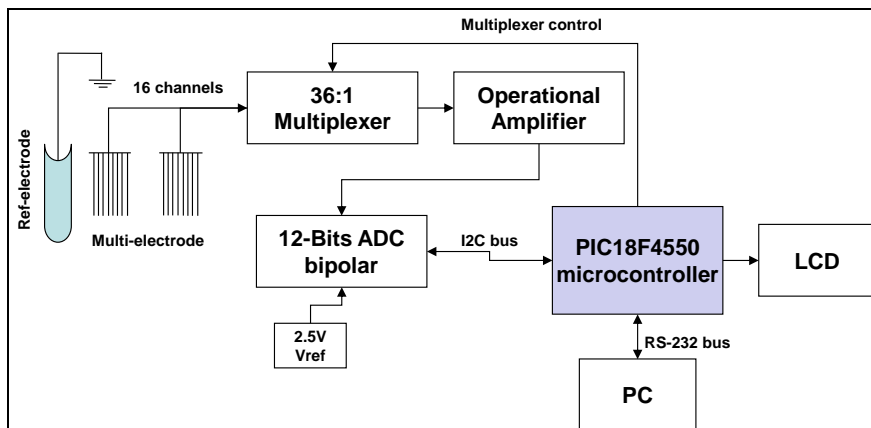 Multiplexer control
16 channels
36:1
Multiplexer
Operational
Amplifier
Ref-electrode
Multi-electrode
12-Bits ADC
bipolar
I2C bus
PIC18F4550
microcontroller
LCD
2.5V
Vref
RS-232 bus
PC